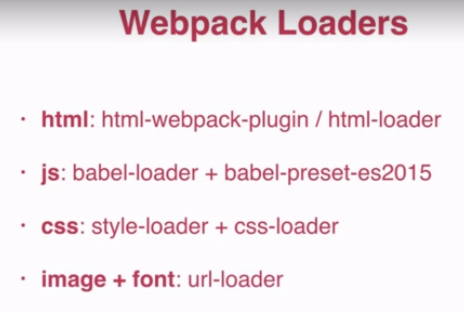 Webpack Loaders
· html: html-webpack-plugin / html-loader
· js: babel-loader + babel-preset-es2015
· css: style-loader + css-loader
· image + font: url-loader